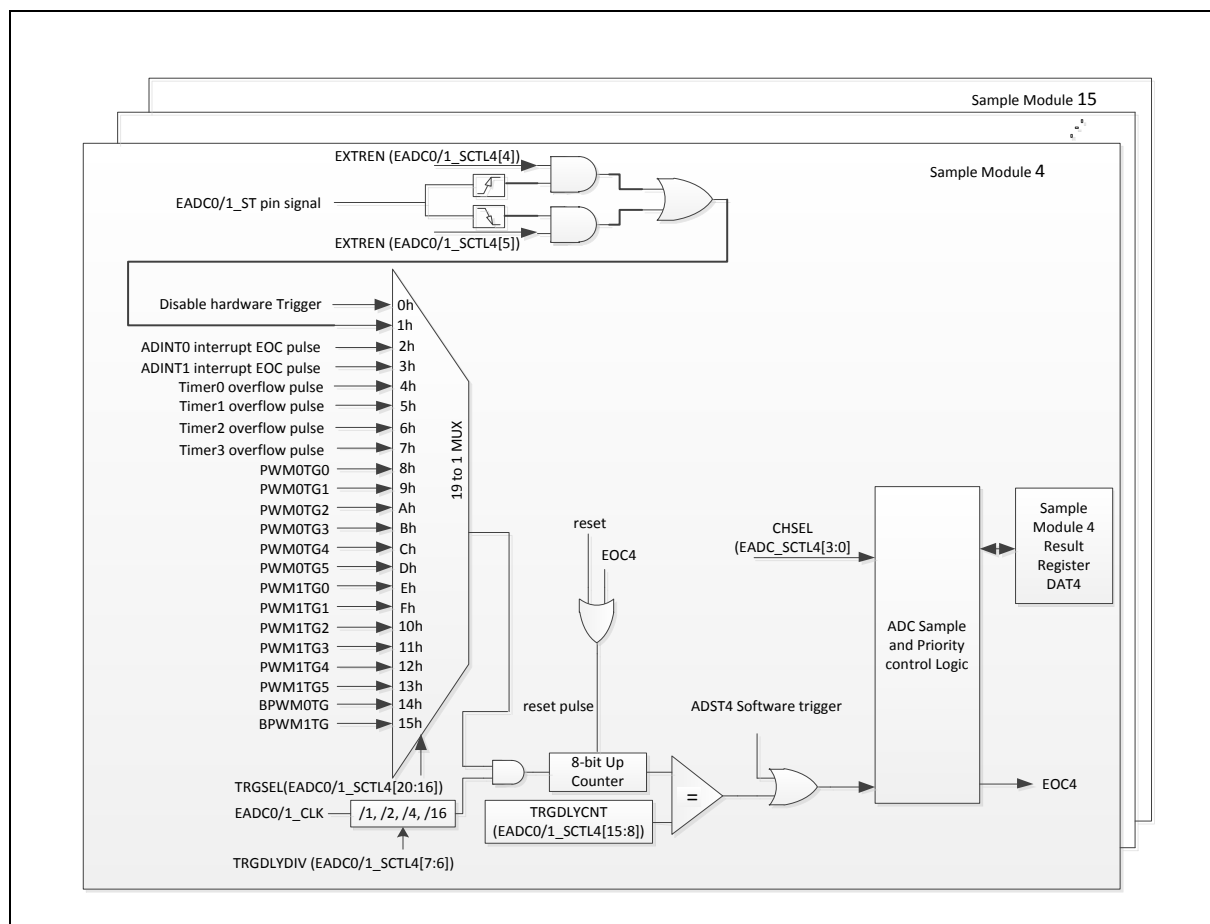 Sample Module 15
Sample Module 4
EXTREN (EADC0/1_SCTL4[4])
EADC0/1_ST pin signal
EXTREN (EADC0/1_SCTL4[5])
Disable hardware Trigger
0h
1h
ADINT0 interrupt EOC pulse
2h
ADINT1 interrupt EOC pulse
3h
Timer0 overflow pulse
4h
Timer1 overflow pulse
5h
Timer2 overflow pulse
6h
Timer3 overflow pulse
7h
PWM0TG0
8h
PWM0TG1
9h
PWM0TG2
Ah
PWM0TG3
Bh
PWM0TG4
Ch
PWM0TG5
Dh
PWM1TG0
Eh
PWM1TG1
Fh
PWM1TG2
10h
PWM1TG3
11h
PWM1TG4
12h
PWM1TG5
13h
BPWM0TG
14h
BPWM1TG
15h
19 to 1 MUX
TRGSEL(EADC0/1_SCTL4[20:16])
EADC0/1_CLK
/1, /2, /4, /16
TRGDLYDIV (EADC0/1_SCTL4[7:6])
reset
EOC4
reset pulse
8-bit Up
Counter
TRGDLYCNT
(EADC0/1_SCTL4[15:8])
=
ADST4 Software trigger
CHSEL
(EADC_SCTL4[3:0]
ADC Sample
and Priority
control Logic
Sample
Module 4
Result
Register
DAT4
EOC4